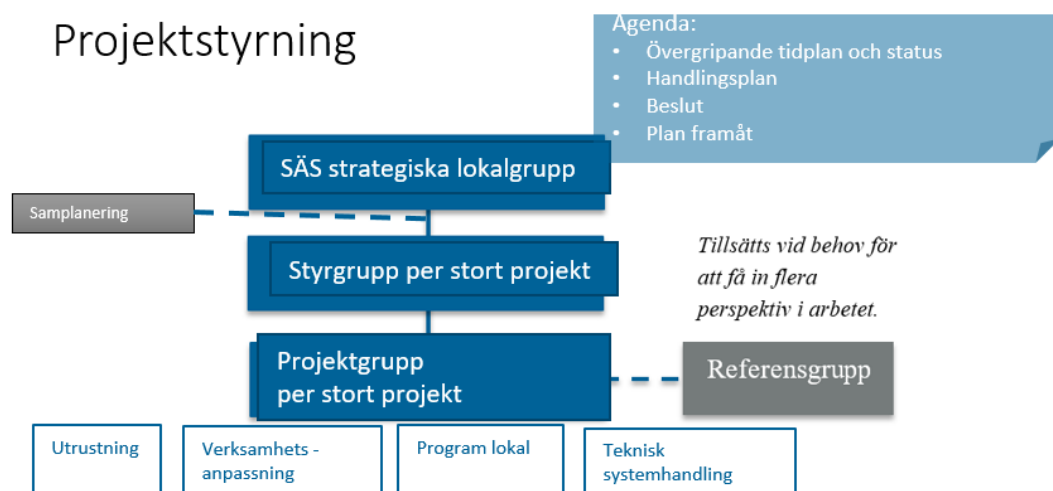 Projektstyrning
Agenda:
• Övergripande tidplan och status
• Handlingsplan
• Beslut
• Plan framåt
SÄS strategiska lokalgrupp
Samplanering
Styrgrupp per stort projekt
Tillsätts vid behov för
att få in flera
perspektiv i arbetet.
Projektgrupp
per stort projekt
Referensgrupp
Utrustning
Verksamhets -
anpassning
Program lokal
Teknisk
systemhandling